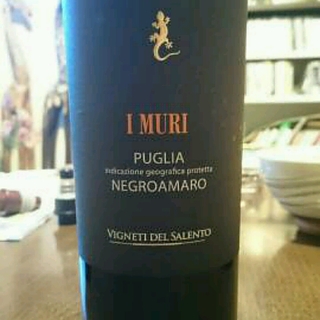 I MURI
PUGLIA
indicazione geografica protetta
NEGROAMARO
VIGNETI DEL SALENTO